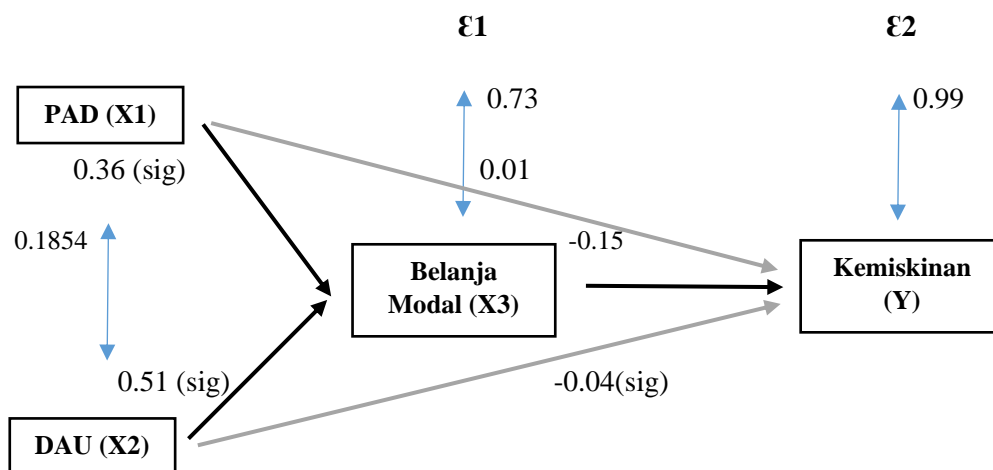 Ɛ1
Ɛ2
PAD (X1)
0.73
0.99
0.36 (sig)
0.01
0.1854
-0.15
Belanja
Modal (X3)
Kemiskinan
(Y)
0.51 (sig)
-0.04(sig)
DAU (X2)